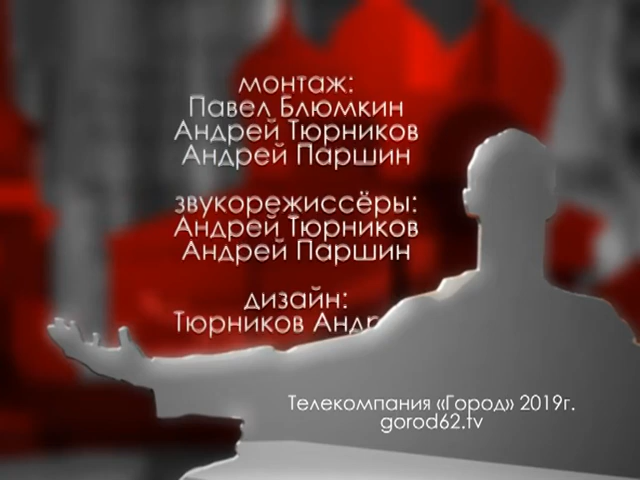 монтаж:
Павел Блюмкин
Андрей Тюрников
Андрей Паршин
звукорежиссёры:
Андрей Тюрников
Андрей Паршин
дизайн:
Тюрников
Телекомпания «Город» 2019г.
gorod62.tv